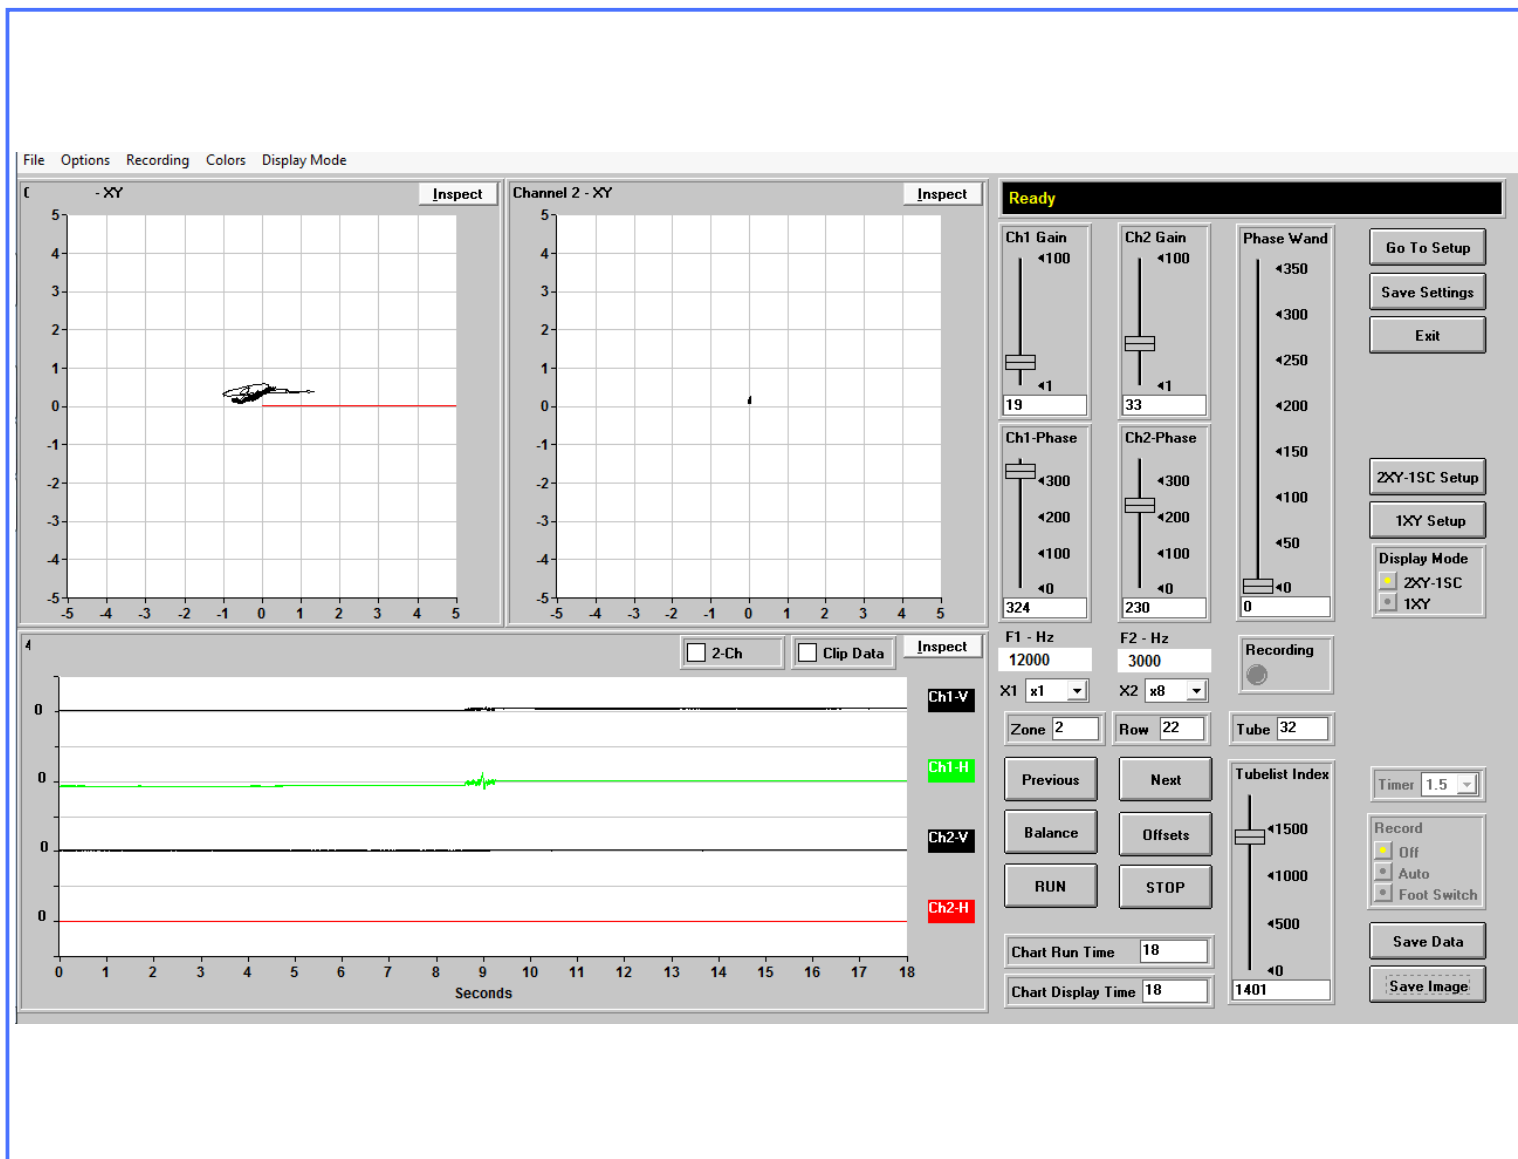 File Options Recording Colors Display Mode
- XY Inspect
5
4
3
2
1
0
-1
-2
-3
-4
-5
-5 -4 -3 -2 -1 0 1 2 3 4 5
Channel 2 - XY Inspect
5
4
3
2
1
0
-1
-2
-3
-4
-5
-5 -4 -3 -2 -1 0 1 2 3 4 5
2-Ch Clip Data Inspect
0 Ch1-V
0 Ch1-H
0 Ch2-V
0 Ch2-H
0 1 2 3 4 5 6 7 8 9 10 11 12 13 14 15 16 17 18
Seconds
Ready
Ch1 Gain
100
1
19
Ch2 Gain
100
1
33
Phase Wand
350
300
250
200
150
100
50
0
0
Ch1-Phase
300
200
100
0
324
Ch2-Phase
300
200
100
0
230
Go To Setup
Save Settings
Exit
2XY-1SC Setup
1XY Setup
Display Mode
2XY-1SC
1XY
F1 - Hz
12000
F2 - Hz
3000
X1 x1
X2 x8
Recording
Zone 2
Row 22
Tube 32
Previous Next
Balance Offsets
RUN STOP
Tubelist Index
1500
1000
500
0
1401
Timer 1.5
Record
Off
Auto
Foot Switch
Chart Run Time 18
Chart Display Time 18
Save Data
Save Image